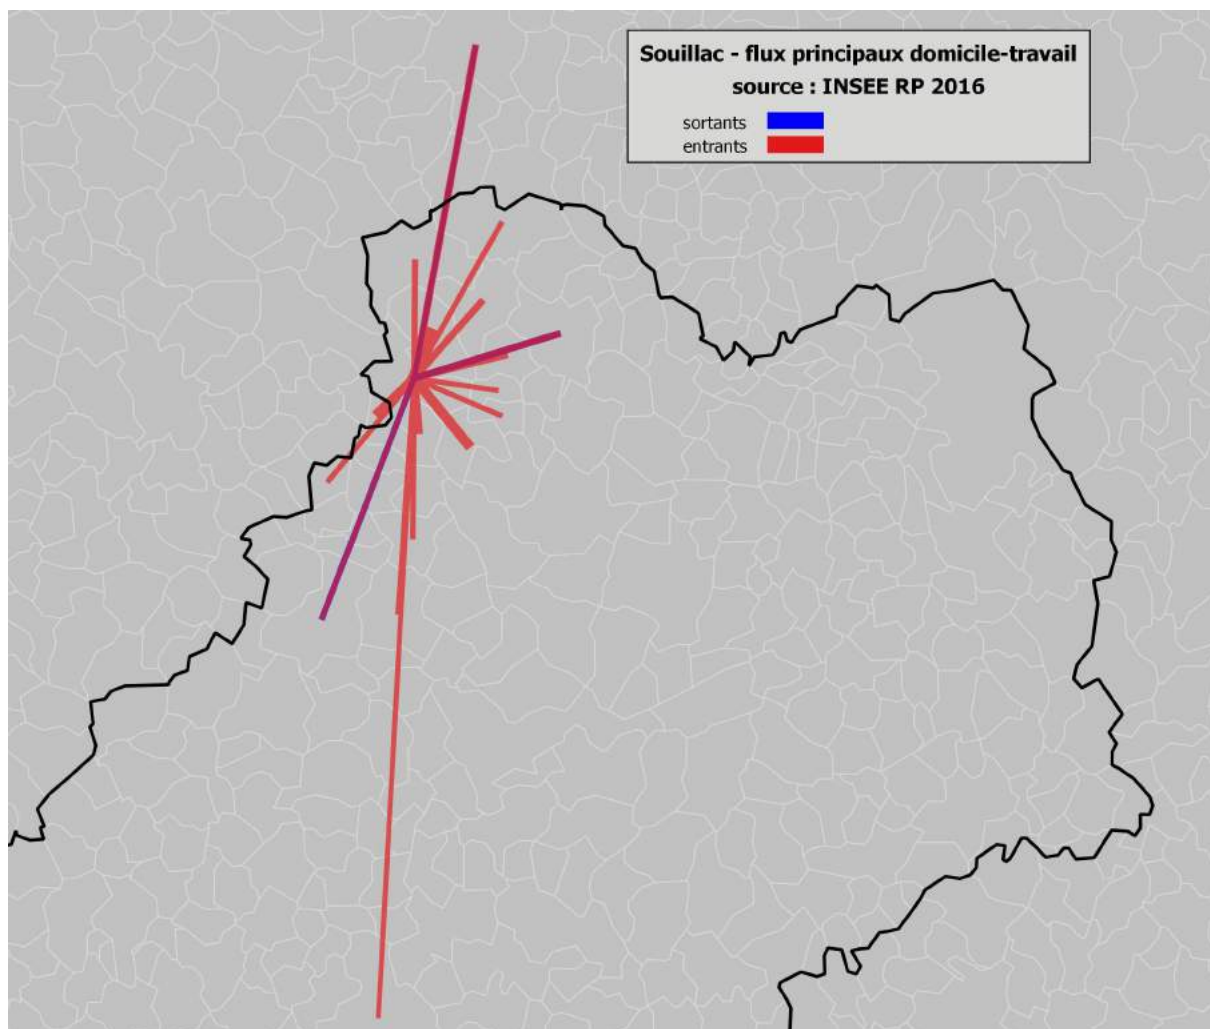 Souillac - flux principaux domicile-travail
source : INSEE RP 2016
sortants
entrants